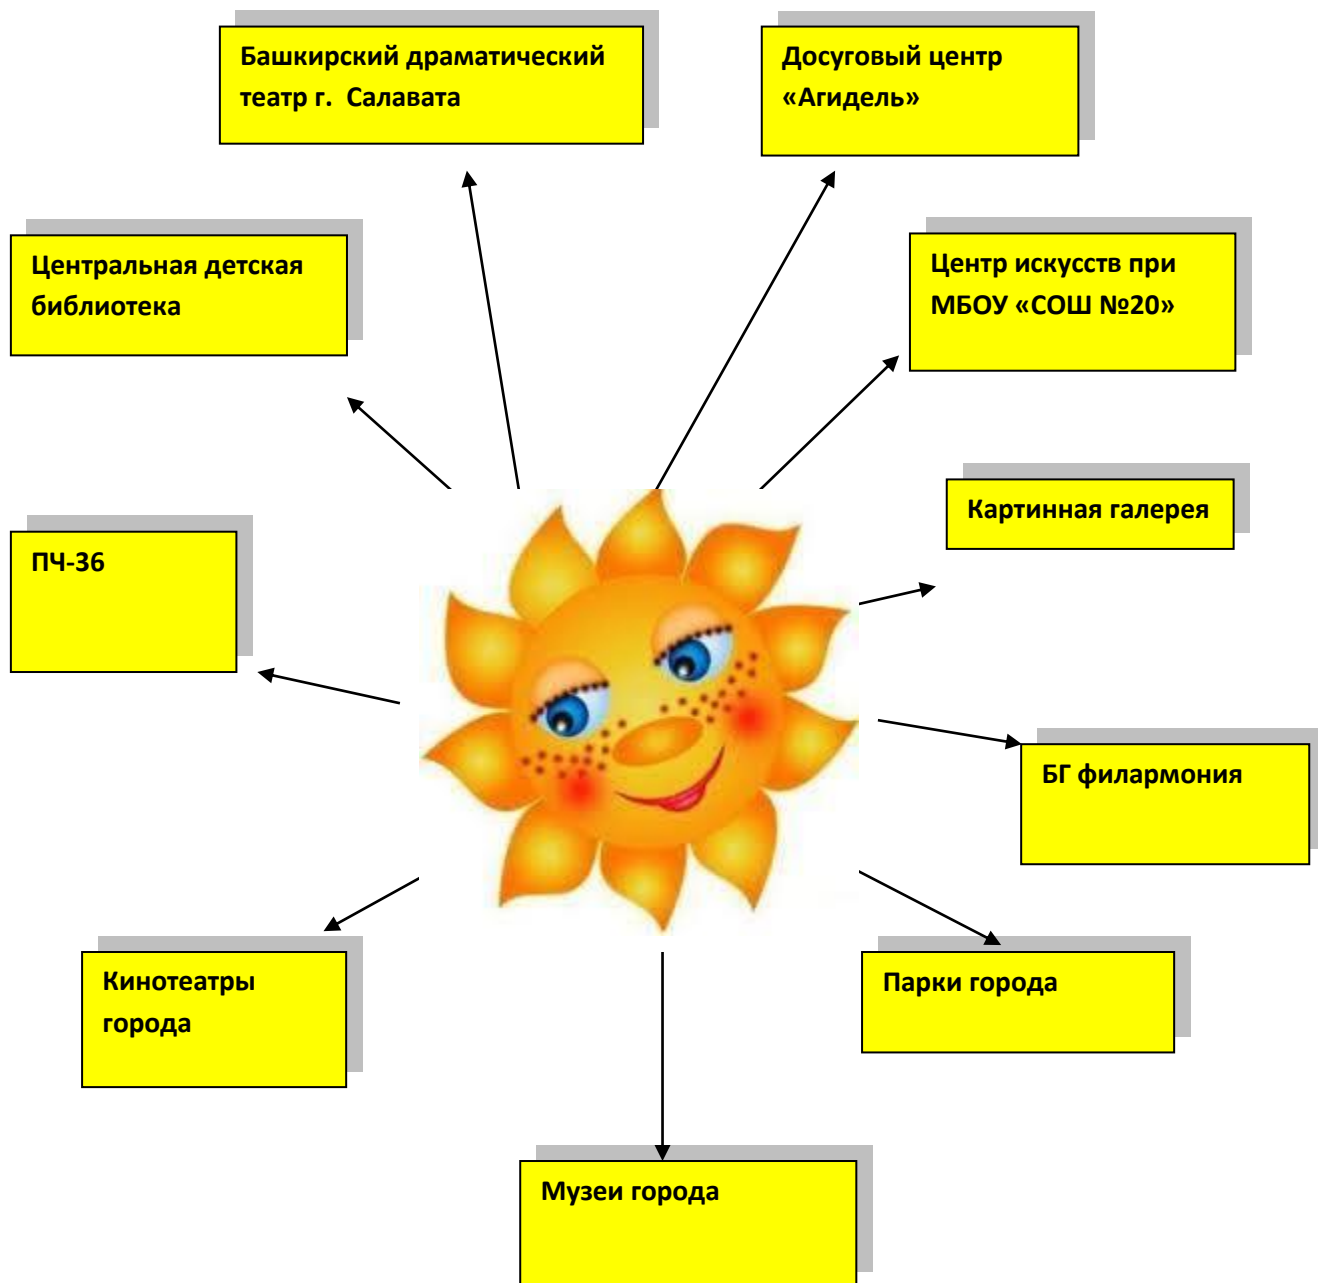 Башкирский драматический
театр г. Салавата
Досуговый центр
«Агидель»
Центральная детская
библиотека
Центр искусств при
МБОУ «СОШ №20»
Картинная галерея
ПЧ-36
БГ филармония
Кинотеатры
города
Парки города
Музеи города